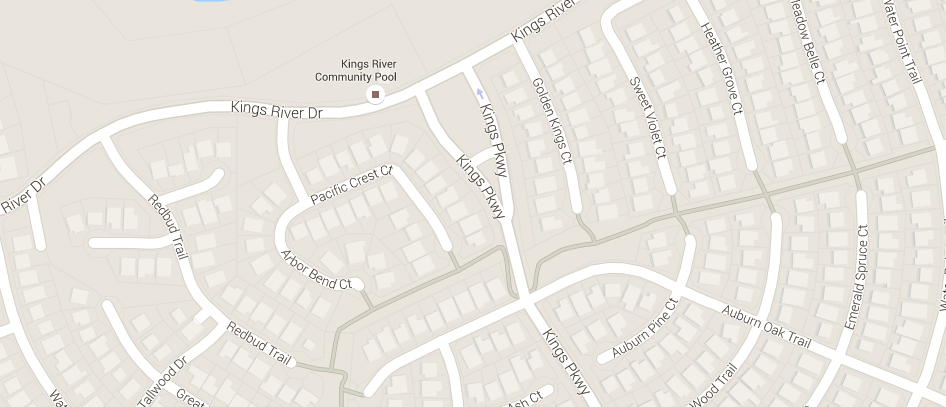 Kings River
Heather Grove Ct
Meadow Belle Ct
Water Point Trail
Kings River
Community Pool
Kings River Dr
Kings Pkwy
Golden Kings Ct
Sweet Violet Ct
River Dr
Pacific Crest Ct
Kings Pkwy
Redbud Trail
Arbor Bend Ct
Emerald Spruce Ct
Auburn Pine Ct
Auburn Oak Trail
Redbud Trail
Kings Pkwy
Tallwood Dr
Great
Wood Trail
Ash Ct